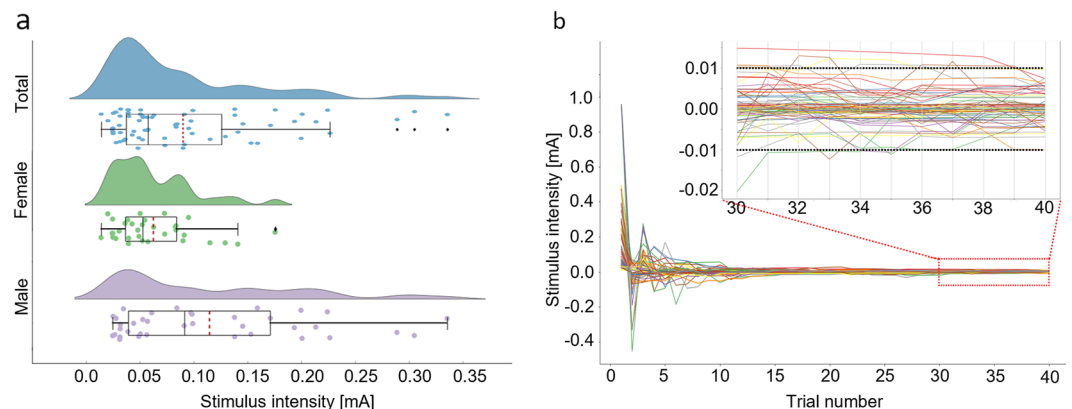 a
Total
Female
Male
0.0 0.05 0.10 0.15 0.20 0.25 0.30 0.35
Stimulus intensity [mA]
b
Stimulus intensity [mA]
1.0
0.8
0.6
0.4
0.2
0.0
-0.2
-0.4
0 5 10 15 20 25 30 35 40
Trial number
0.01
0.00
-0.01
-0.02
30 32 34 36 38 40